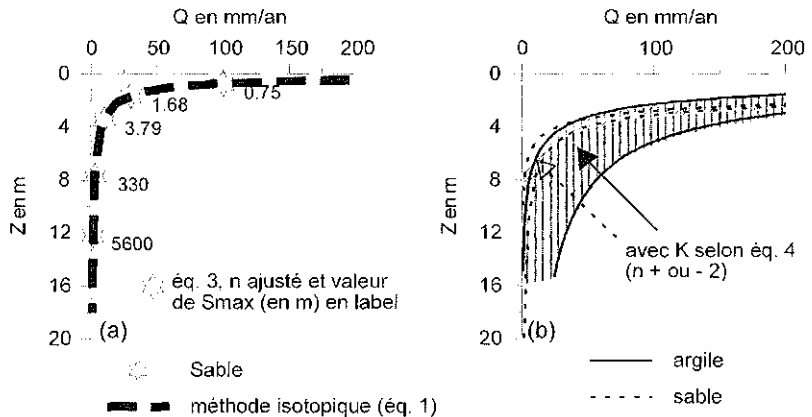 Q en mm/an
0 50 100 150 200
0
4
8
12
16
20
Z en m
0.75
1.68
3.79
330
5600
éq. 3, n ajusté et valeur
de Smax (en m) en label
(a)
Sable
méthode isotopique (éq. 1)
Q en mm/an
0 100 200
0
4
8
12
16
20
Z en m
avec K selon éq. 4
(n + ou - 2)
(b)
argile
sable